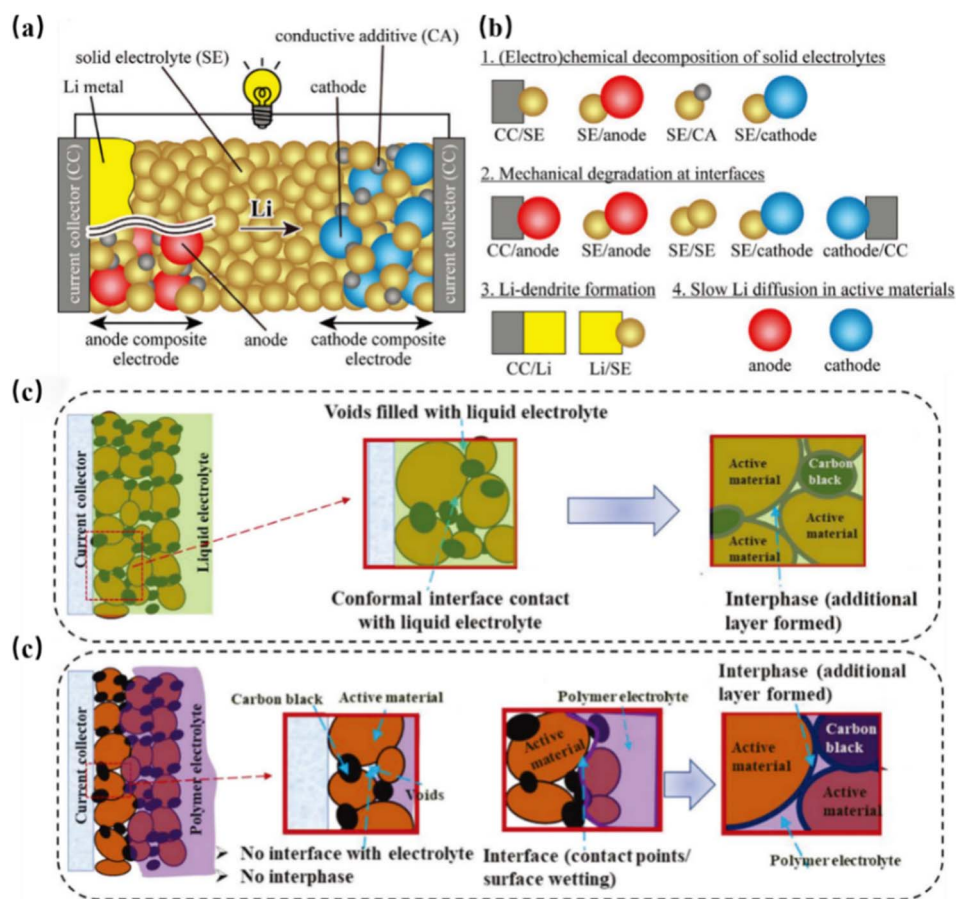 (a)
solid electrolyte (SE)
conductive additive (CA)
Li metal
cathode
current collector (CC)
Li
current collector (CC)
anode composite
electrode
anode
cathode composite
electrode
(b)
1. (Electro)chemical decomposition of solid electrolytes
CC/SE
SE/anode
SE/CA
SE/cathode
2. Mechanical degradation at interfaces
CC/anode
SE/anode
SE/SE
SE/cathode
cathode/CC
3. Li-dendrite formation
4. Slow Li diffusion in active materials
CC/Li
Li/SE
anode
cathode
(c)
Current collector
Liquid electrolyte
Voids filled with liquid electrolyte
Conformal interface contact
with liquid electrolyte
Active
material
Carbon
black
Active
material
Active
material
Interphase (additional
layer formed)
(c)
Current collector
Polymer electrolyte
Carbon black
Active material
Voids
➢ No interface with electrolyte
➢ No interphase
Polymer electrolyte
Active
material
Interface (contact points/
surface wetting)
Interphase (additional
layer formed)
Active
material
Carbon
black
Active
material
Polymer electrolyte